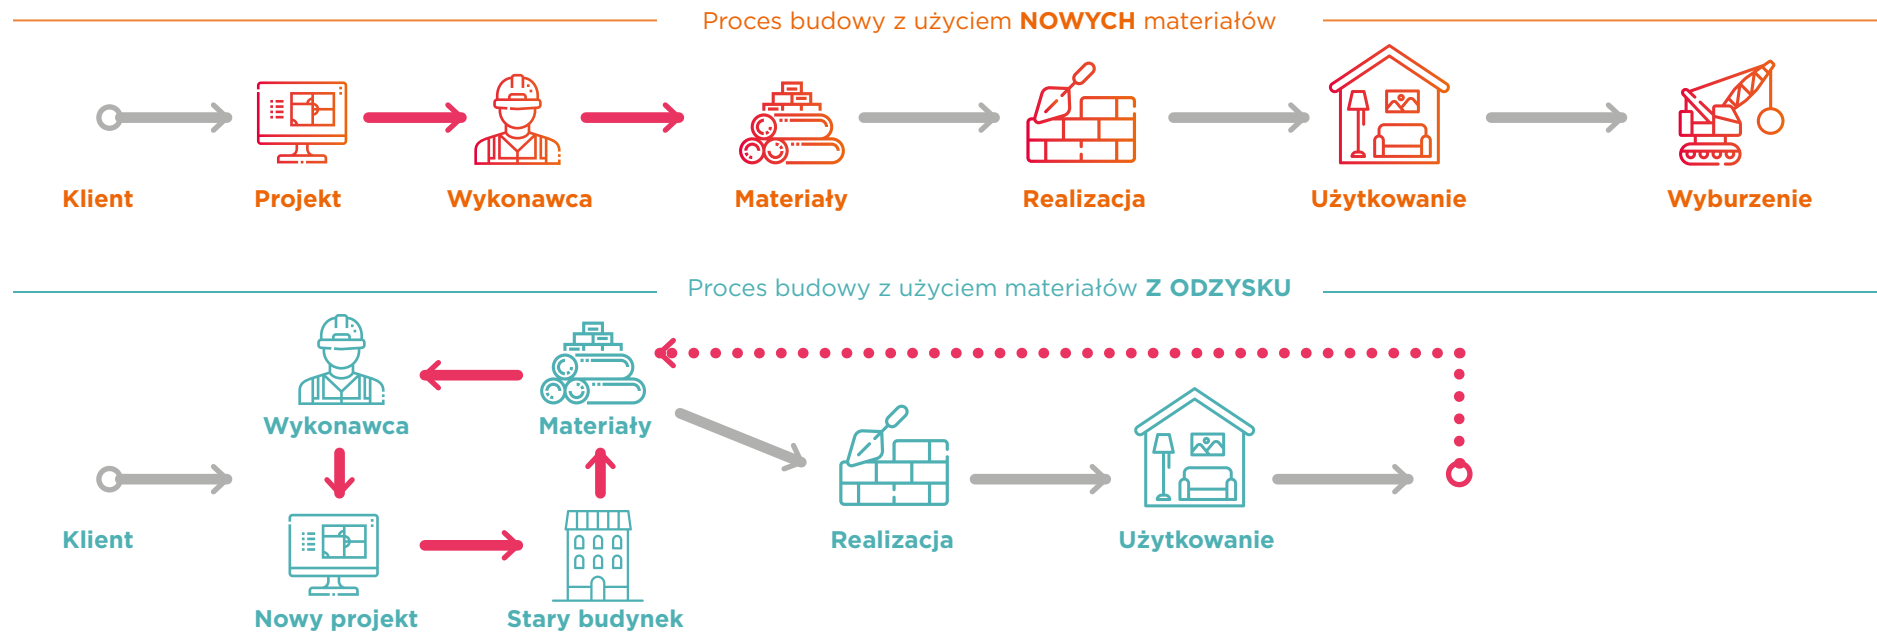 Proces budowy z użyciem NOWYCH materiałów
Klient
Projekt
Wykonawca
Materiały
Realizacja
Użytkowanie
Wyburzenie
Proces budowy z użyciem materiałów Z ODZYSKU
Wykonawca
Materiały
Klient
Realizacja
Użytkowanie
Nowy projekt
Stary budynek